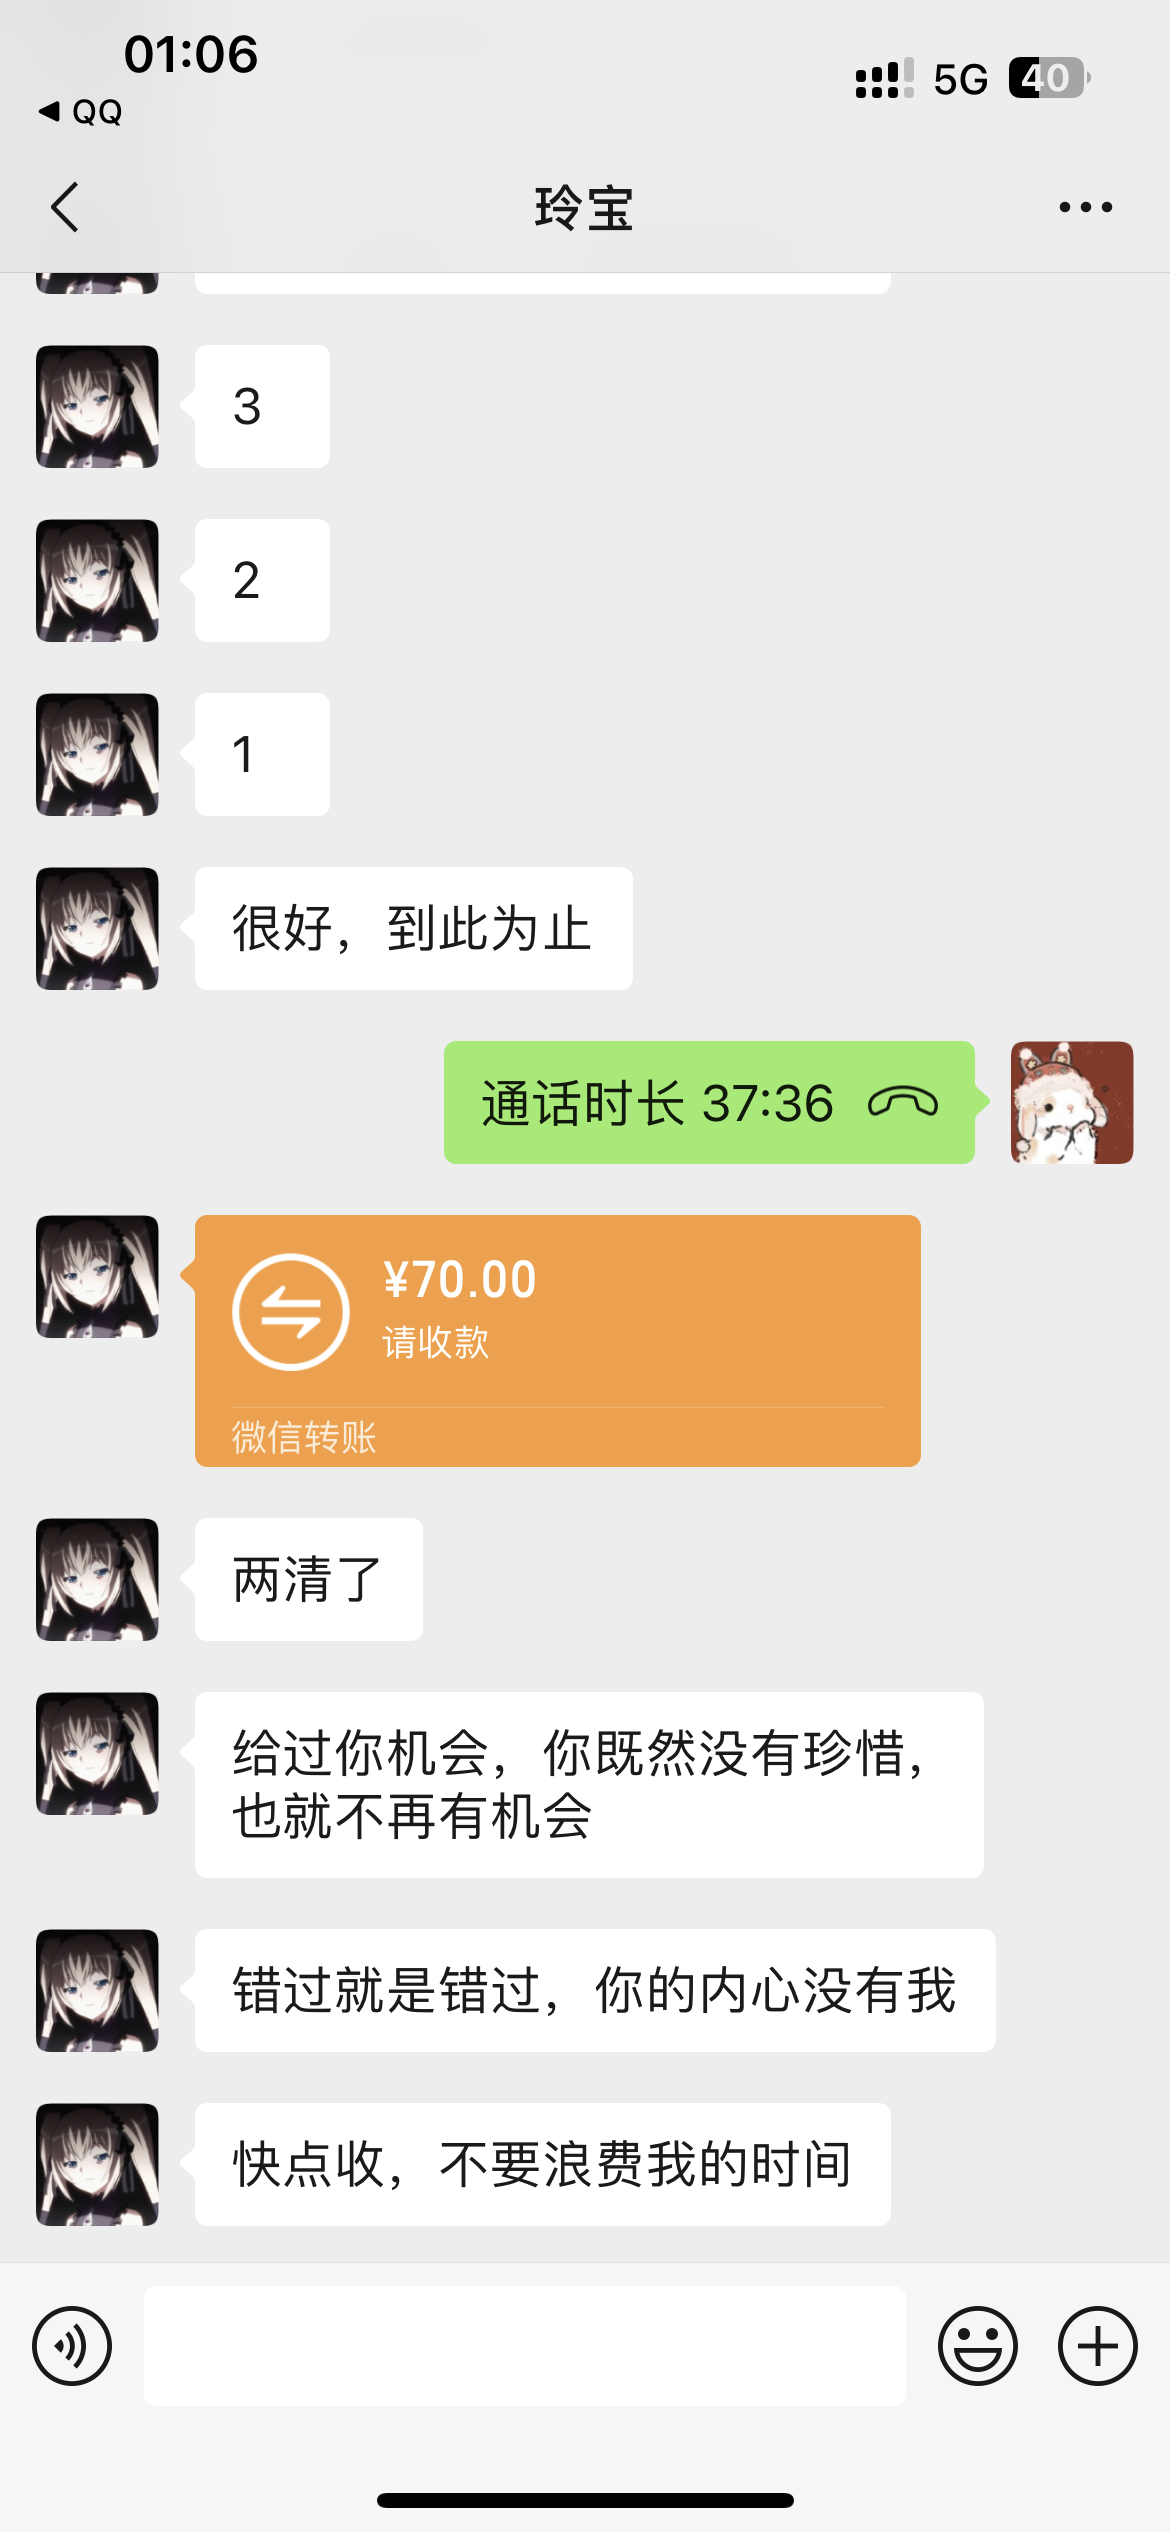 01:06
QQ
5G
40
玲宝
3
2
1
很好，到此为止
通话时长 37:36
¥70.00
请收款
微信转账
两清了
给过你机会，你既然没有珍惜，
也就不再有机会
错过就是错过，你的内心没有我
快点收，不要浪费我的时间